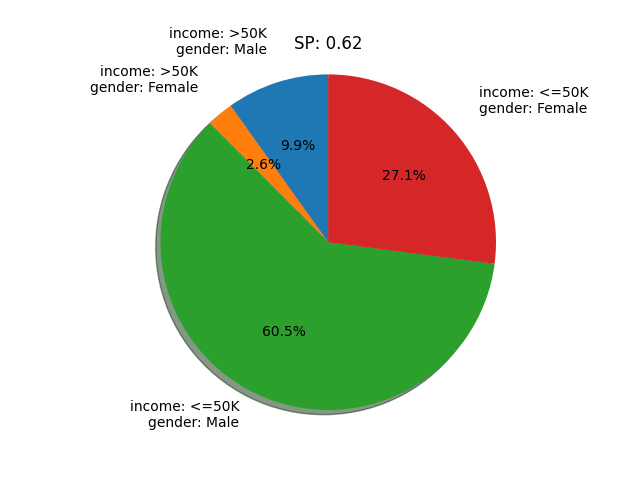 income: >50K
gender: Male
SP: 0.62
income: >50K
gender: Female
income: <=50K
gender: Female
9.9%
2.6%
27.1%
60.5%
income: <=50K
gender: Male